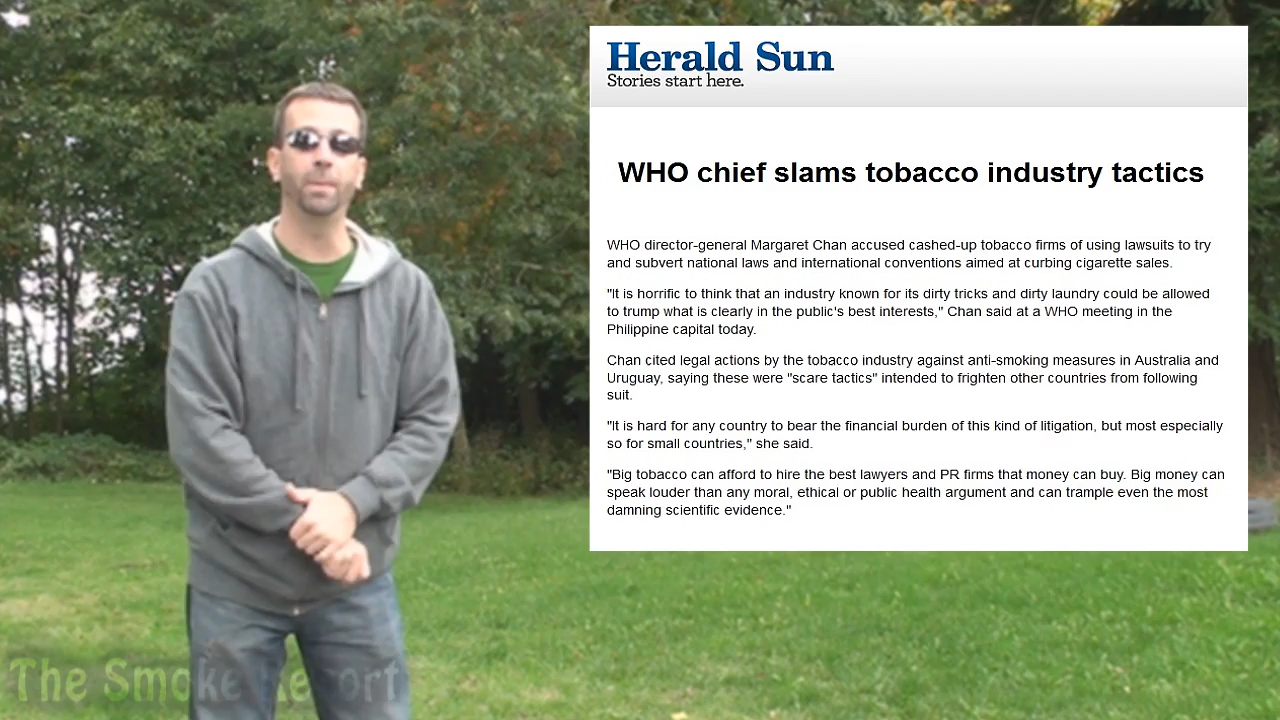 Herald Sun
Stories start here.
WHO chief slams tobacco industry tactics
WHO director-general Margaret Chan accused cashed-up tobacco firms of using lawsuits to try
and subvert national laws and international conventions aimed at curbing cigarette sales.
"It is horrific to think that an industry known for its dirty tricks and dirty laundry could be allowed
to trump what is clearly in the public's best interests," Chan said at a WHO meeting in the
Philippine capital today.
Chan cited legal actions by the tobacco industry against anti-smoking measures in Australia and
Uruguay, saying these were "scare tactics" intended to frighten other countries from following
suit.
"It is hard for any country to bear the financial burden of this kind of litigation, but most especially
so for small countries," she said.
"Big tobacco can afford to hire the best lawyers and PR firms that money can buy. Big money can
speak louder than any moral, ethical or public health argument and can trample even the most
damning scientific evidence."
The Smoke Report